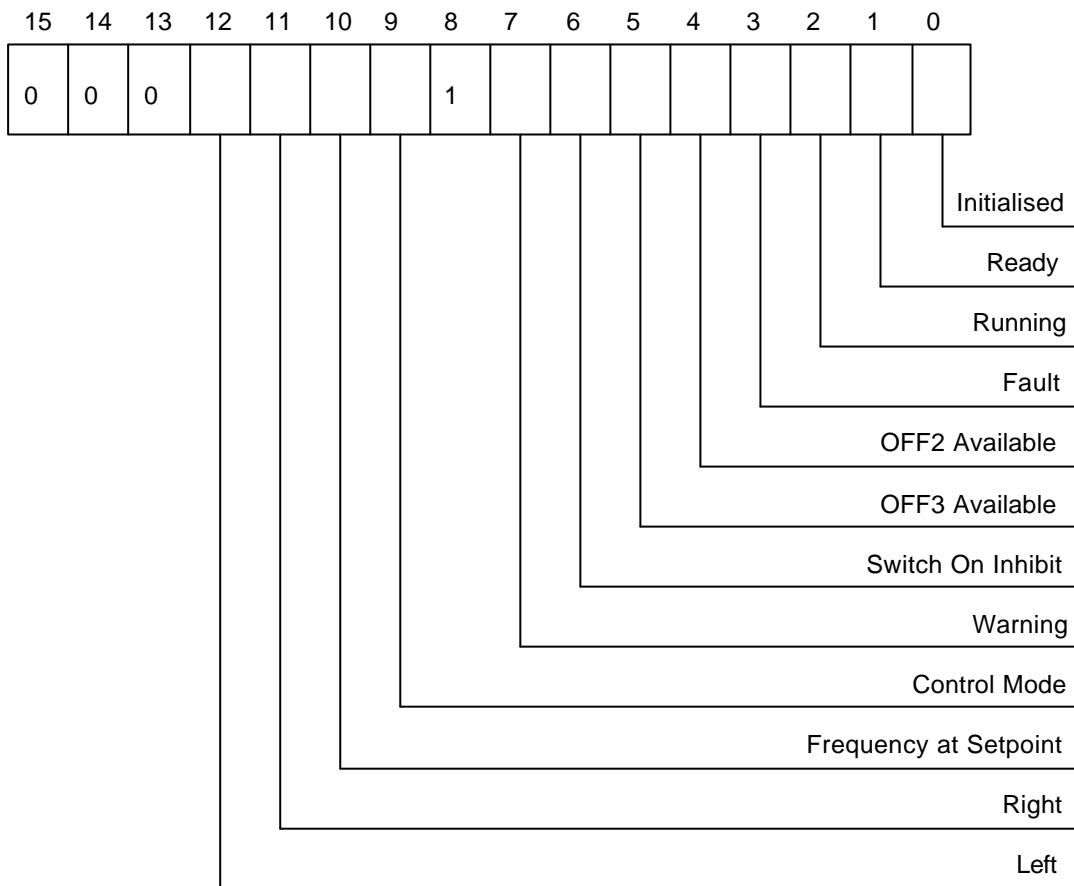 15 14 13 12 11 10 9 8 7 6 5 4 3 2 1 0
0 0 0 1
Initialised
Ready
Running
Fault
OFF2 Available
OFF3 Available
Switch On Inhibit
Warning
Control Mode
Frequency at Setpoint
Right
Left